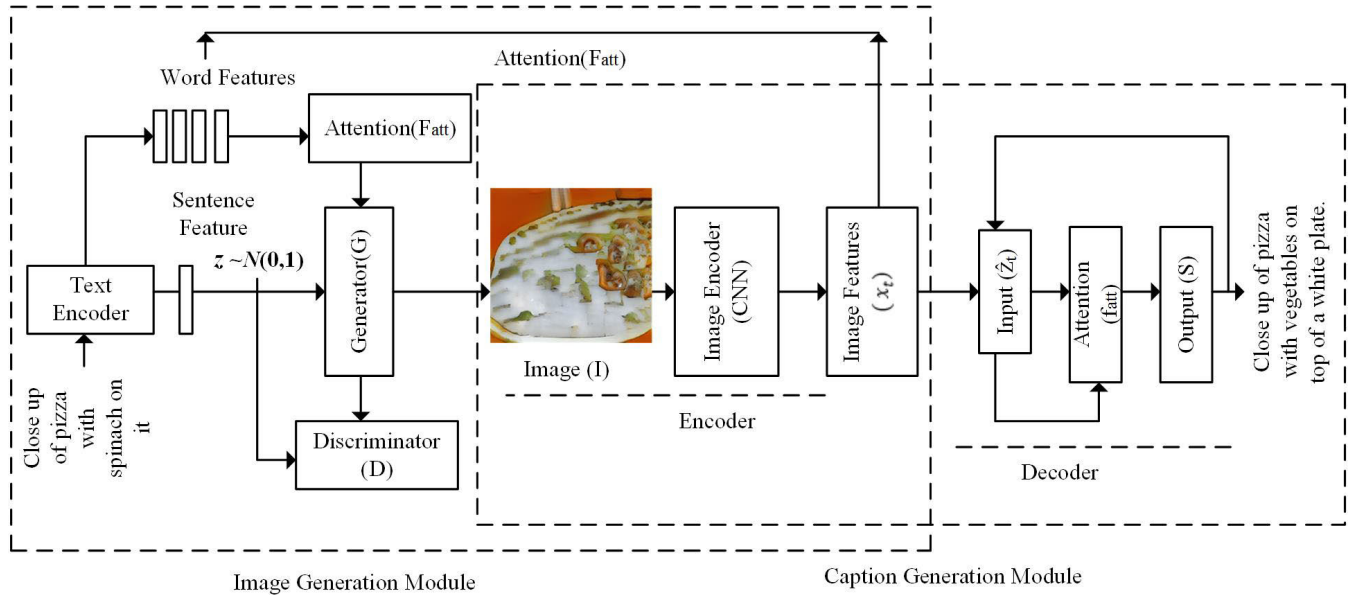 Attention(Fatt)
Word Features
Attention(Fatt)
Sentence
Feature
z ~N(0,1)
Text
Encoder
Close up
of pizza
with
spinach on
it
Generator(G)
Discriminator
(D)
Image (I)
Image Encoder
(CNN)
Image Features
(xt)
Encoder
Input (Żt)
Attention
(fatt)
Output (S)
Decoder
Close up of pizza
with vegetables on
top of a white plate.
Image Generation Module
Caption Generation Module